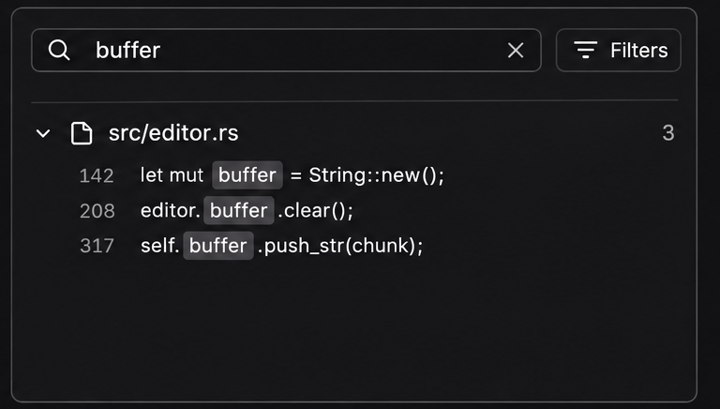 buffer
Filters
src/editor.rs 3
142 let mut buffer = String::new();
208 editor.buffer.clear();
317 self.buffer.push_str(chunk);